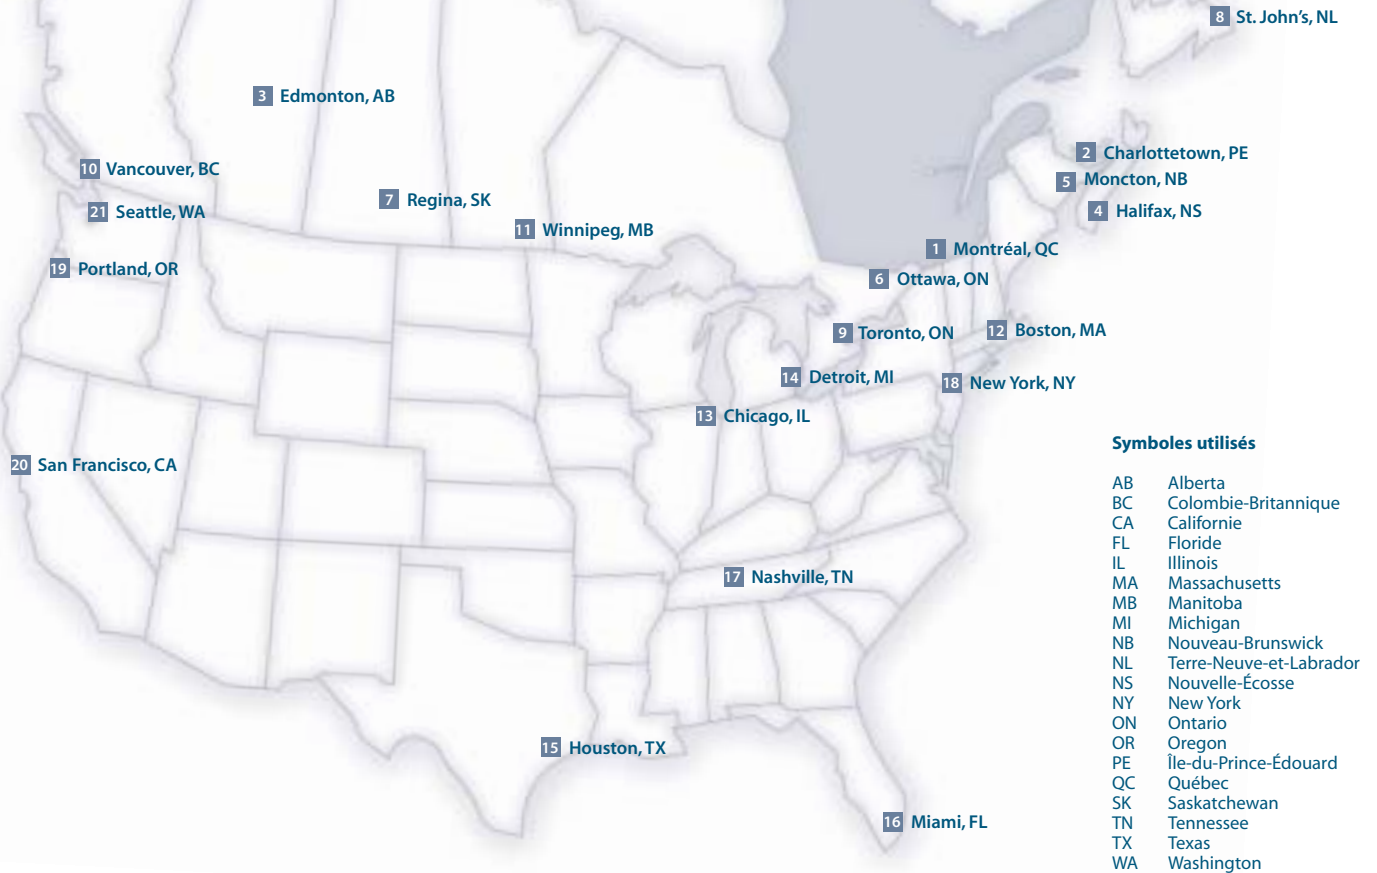 8 St. John's, NL
3 Edmonton, AB
2 Charlottetown, PE
10 Vancouver, BC
5 Moncton, NB
7 Regina, SK
21 Seattle, WA
4 Halifax, NS
11 Winnipeg, MB
1 Montréal, QC
19 Portland, OR
6 Ottawa, ON
9 Toronto, ON
12 Boston, MA
14 Detroit, MI
18 New York, NY
13 Chicago, IL
20 San Francisco, CA
17 Nashville, TN
15 Houston, TX
16 Miami, FL
Symboles utilisés
AB Alberta
BC Colombie-Britannique
CA Californie
FL Floride
IL Illinois
MA Massachusetts
MB Manitoba
MI Michigan
NB Nouveau-Brunswick
NL Terre-Neuve-et-Labrador
NS Nouvelle-Écosse
NY New York
ON Ontario
OR Oregon
PE Île-du-Prince-Édouard
QC Québec
SK Saskatchewan
TN Tennessee
TX Texas
WA Washington